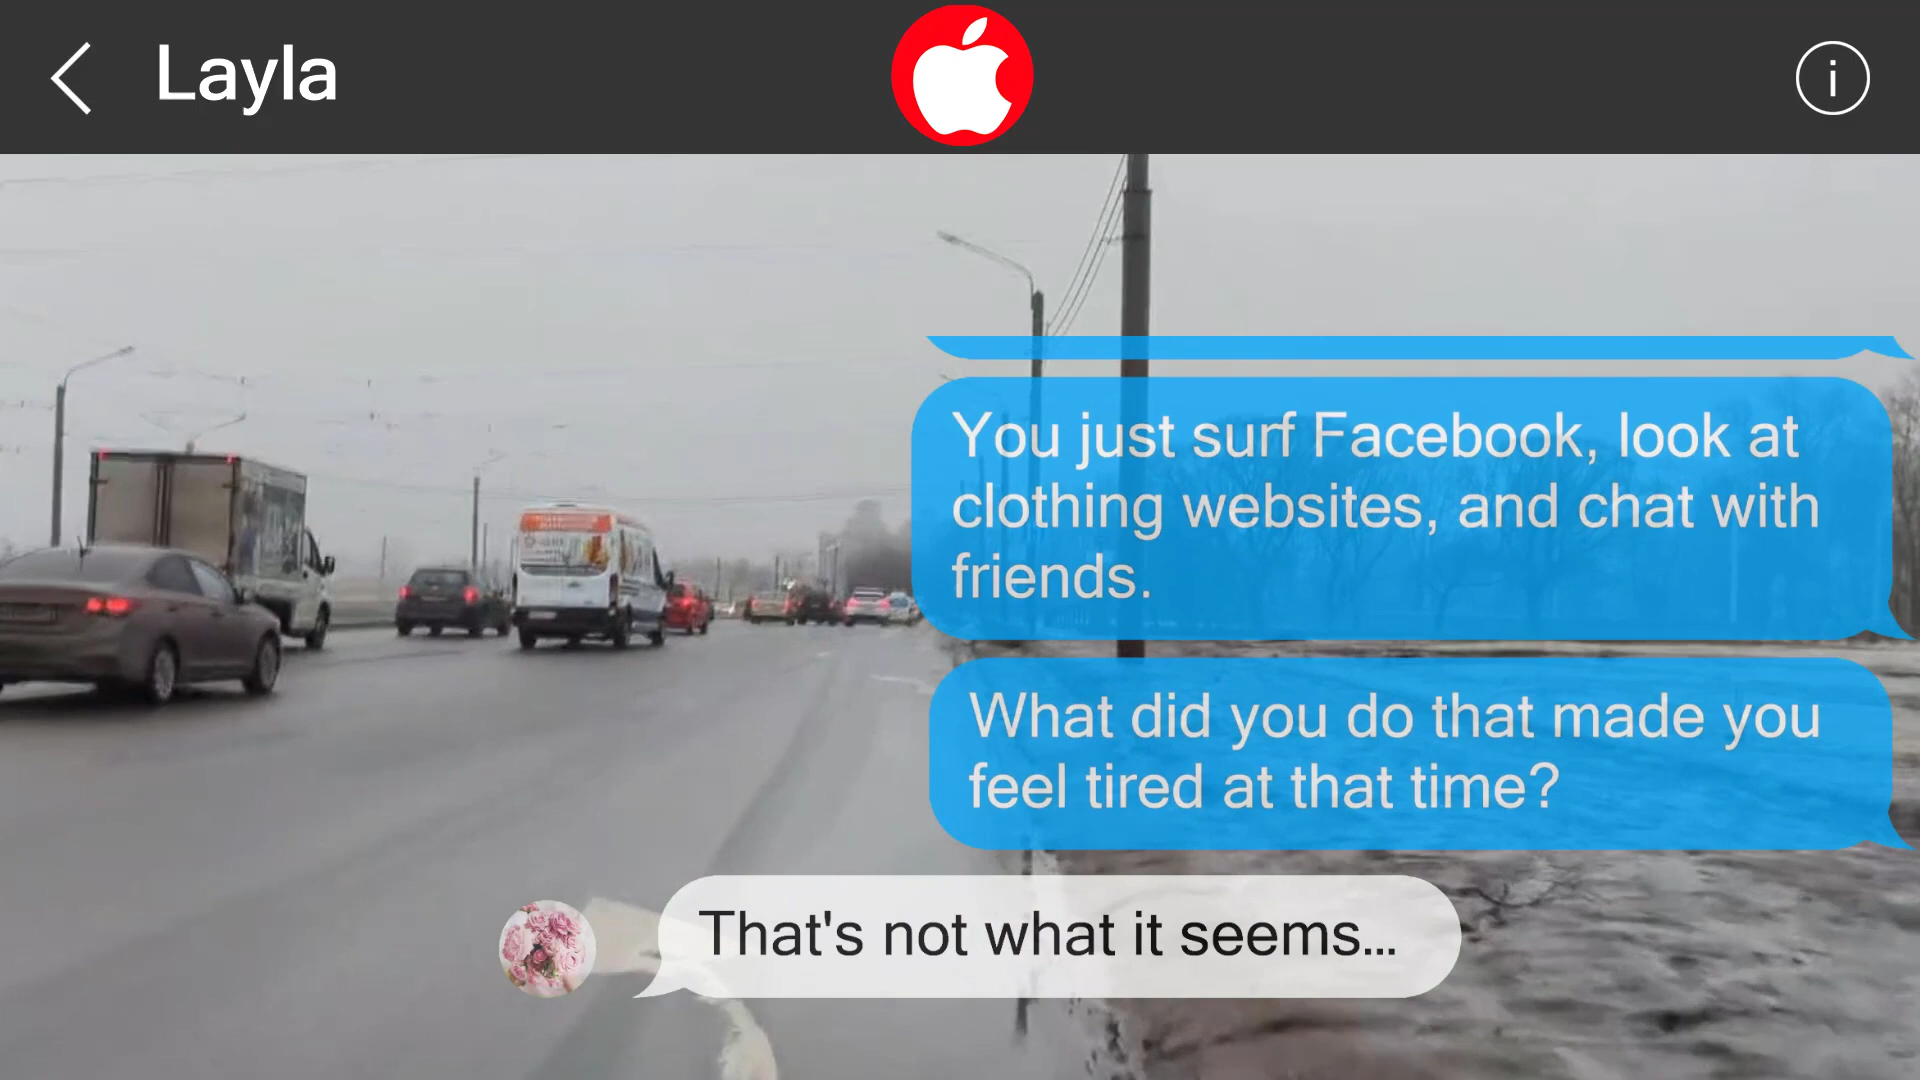 Layla
You just surf Facebook, look at
clothing websites, and chat with
friends.
What did you do that made you
feel tired at that time?
That's not what it seems...